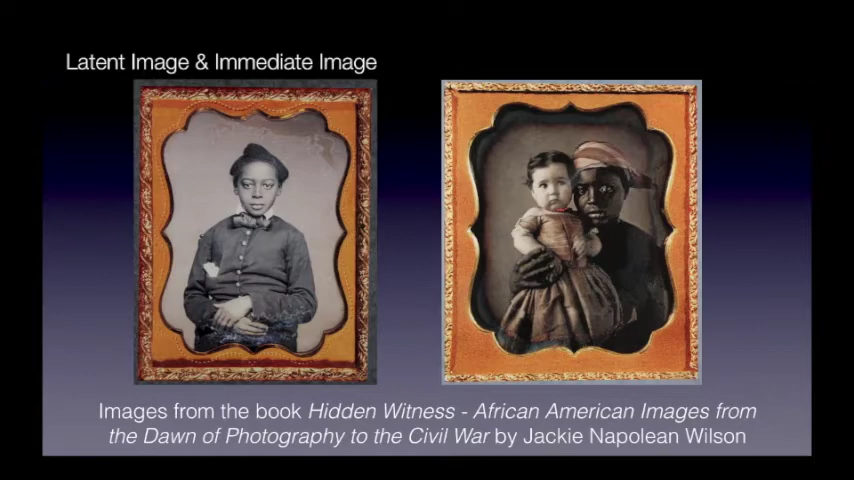 Latent Image & Immediate Image
Images from the book Hidden Witness - African American Images from
the Dawn of Photography to the Civil War by Jackie Napolean Wilson